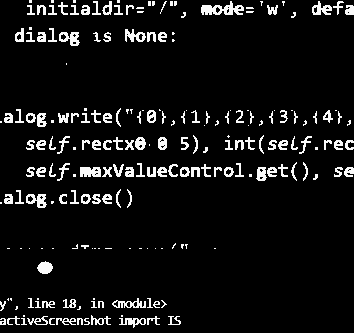 initialdir="/", mode='w', defa
dialog is None:
alog.write("{0},{1},{2},{3},{4},
self.rectx0 0 5), int(self.rec
self.maxValueControl.get(), se
alog.close()
y", line 18, in <module>
activeScreenshot import IS